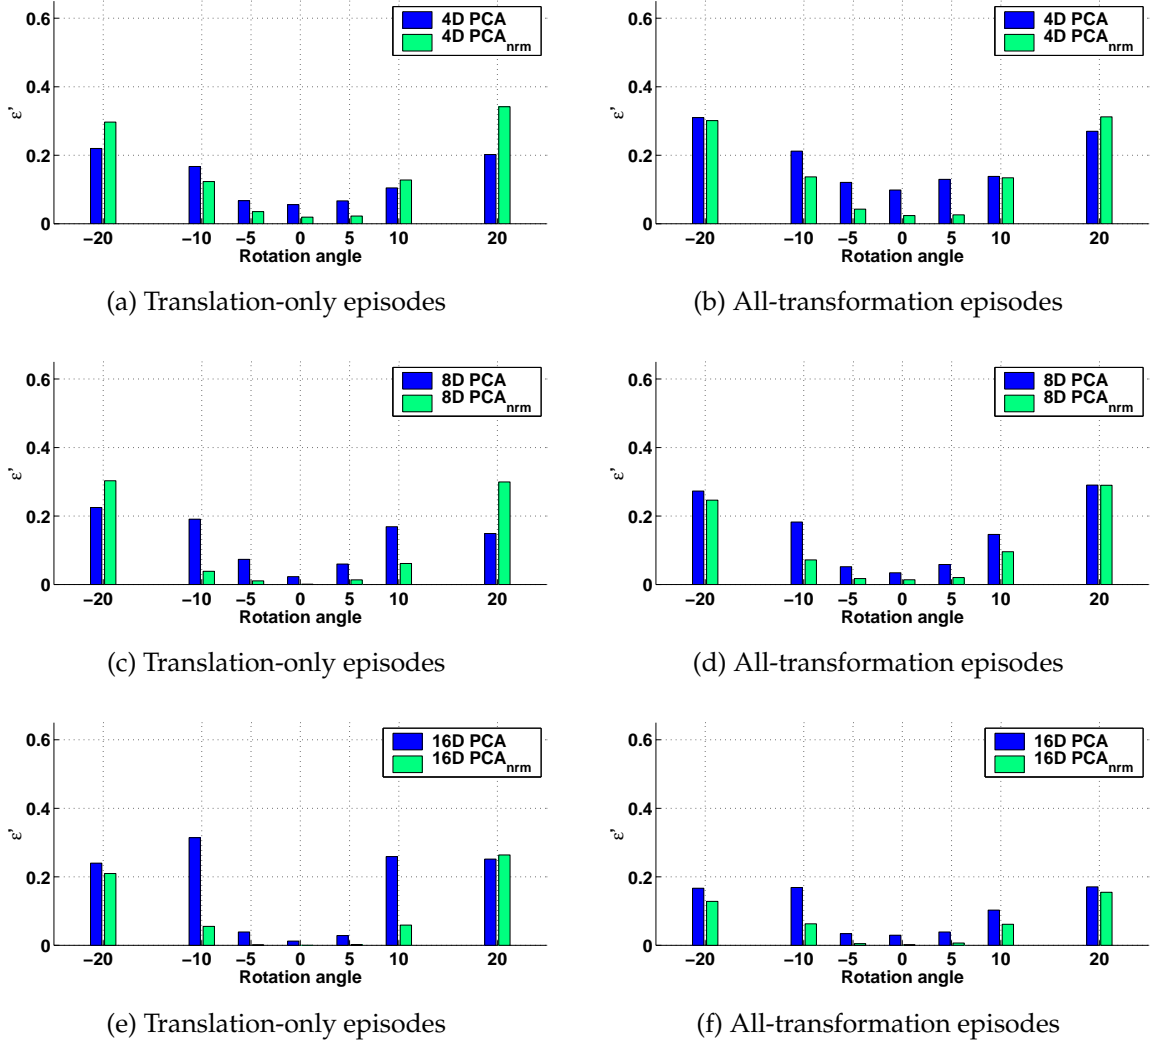 0.6
0.4
0.2
0
ε'
4D PCA
4D PCA_nrm
−20 −10 −5 0 5 10 20
Rotation angle
(a) Translation-only episodes
0.6
0.4
0.2
0
ε'
4D PCA
4D PCA_nrm
−20 −10 −5 0 5 10 20
Rotation angle
(b) All-transformation episodes
0.6
0.4
0.2
0
ε'
8D PCA
8D PCA_nrm
−20 −10 −5 0 5 10 20
Rotation angle
(c) Translation-only episodes
0.6
0.4
0.2
0
ε'
8D PCA
8D PCA_nrm
−20 −10 −5 0 5 10 20
Rotation angle
(d) All-transformation episodes
0.6
0.4
0.2
0
ε'
16D PCA
16D PCA_nrm
−20 −10 −5 0 5 10 20
Rotation angle
(e) Translation-only episodes
0.6
0.4
0.2
0
ε'
16D PCA
16D PCA_nrm
−20 −10 −5 0 5 10 20
Rotation angle
(f) All-transformation episodes